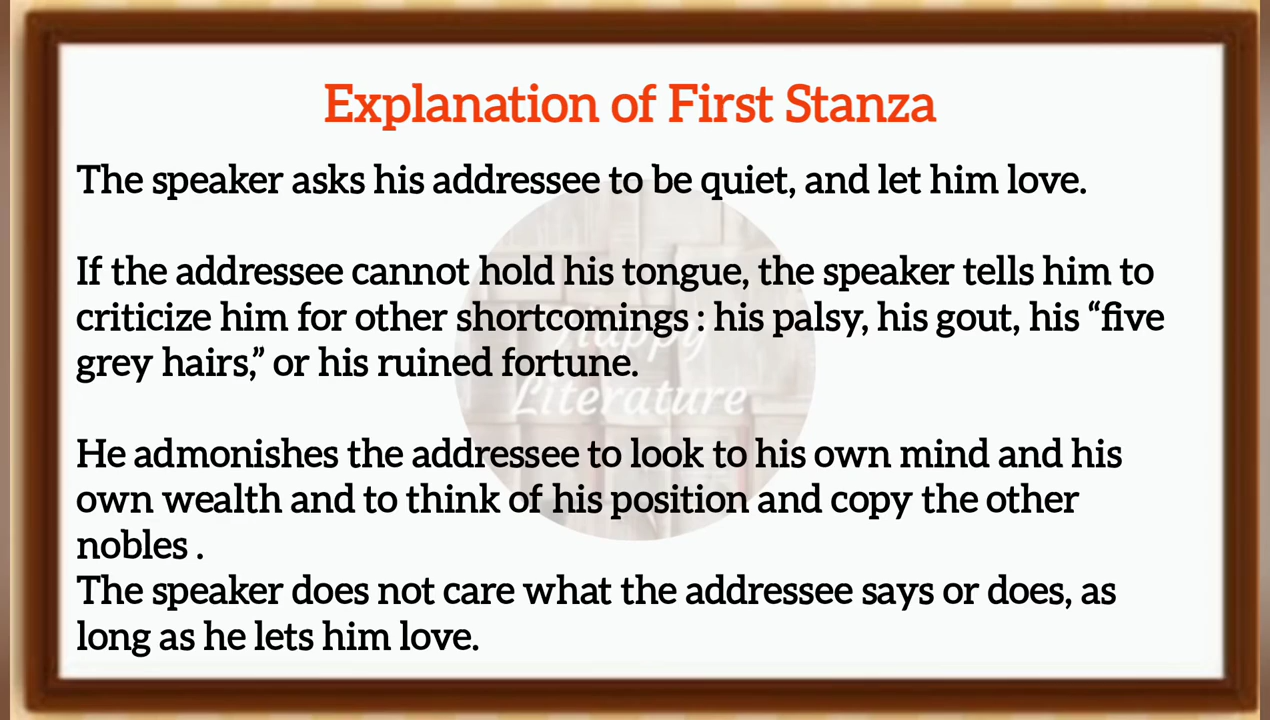 Explanation of First Stanza
The speaker asks his addressee to be quiet, and let him love.
If the addressee cannot hold his tongue, the speaker tells him to
criticize him for other shortcomings : his palsy, his gout, his “five
grey hairs,” or his ruined fortune.
He admonishes the addressee to look to his own mind and his
own wealth and to think of his position and copy the other
nobles .
The speaker does not care what the addressee says or does, as
long as he lets him love.
Happy
Literature